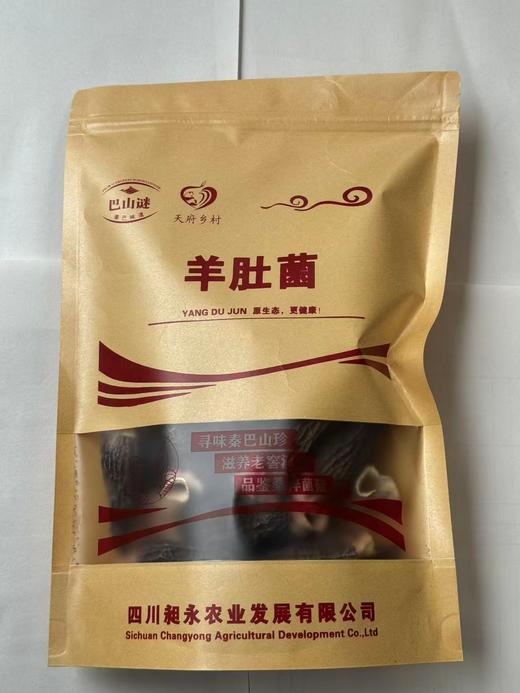 巴山谜
天府乡村
羊肚菌
YANG DU JUN 原生态，更健康！
寻味秦巴山珍
滋养老窖
品鉴
四川昶永农业发展有限公司
Sichuan Changyong Agricultural Development Co.,Ltd